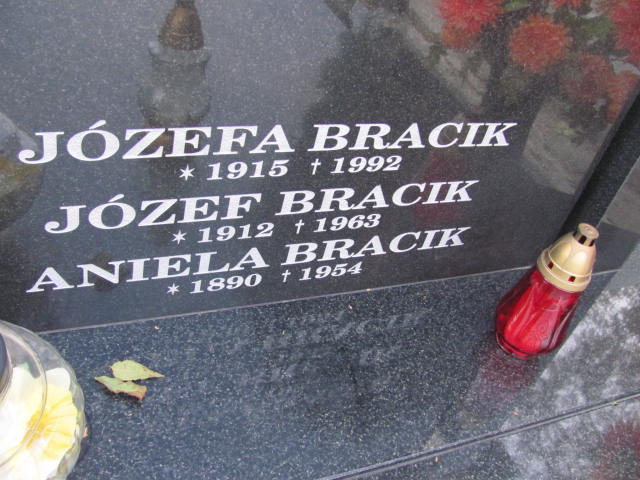 JÓZEFA BRACIK
* 1915 † 1992
JÓZEF BRACIK
* 1912 † 1963
ANIELA BRACIK
* 1890 † 1954